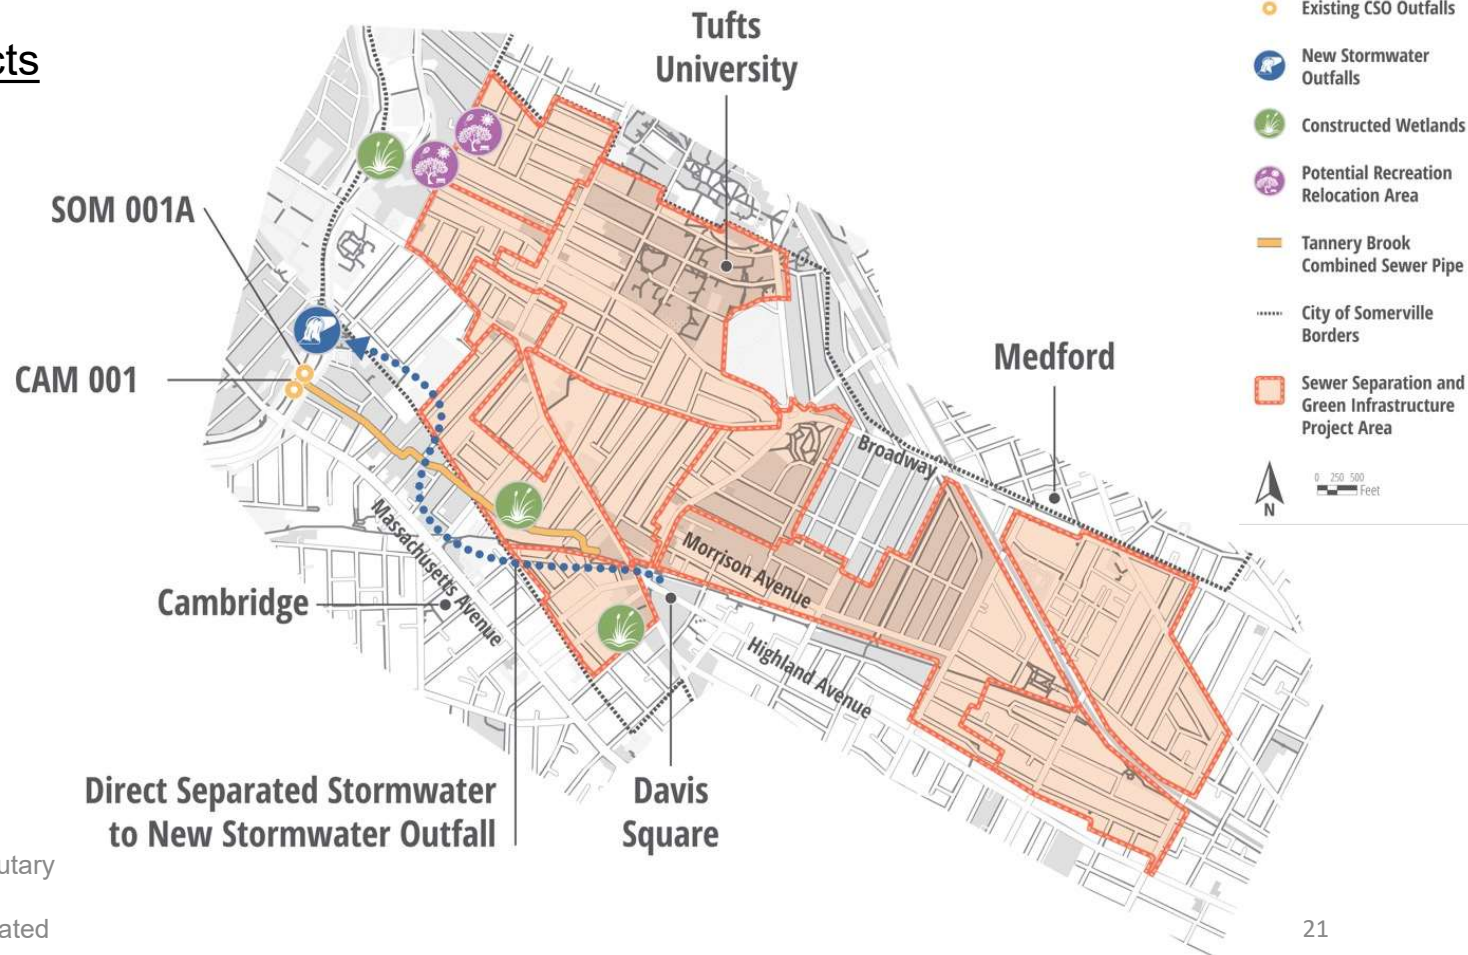 cts
Tufts
University
SOM 001A
CAM 001
Medford
Broadway
Massachusetts Avenue
Morrison Avenue
Highland Avenue
Cambridge
Direct Separated Stormwater
to New Stormwater Outfall
Davis
Square
Existing CSO Outfalls
New Stormwater
Outfalls
Constructed Wetlands
Potential Recreation
Relocation Area
Tannery Brook
Combined Sewer Pipe
City of Somerville
Borders
Sewer Separation and
Green Infrastructure
Project Area
N
0 250 500
Feet
utary
ated
21